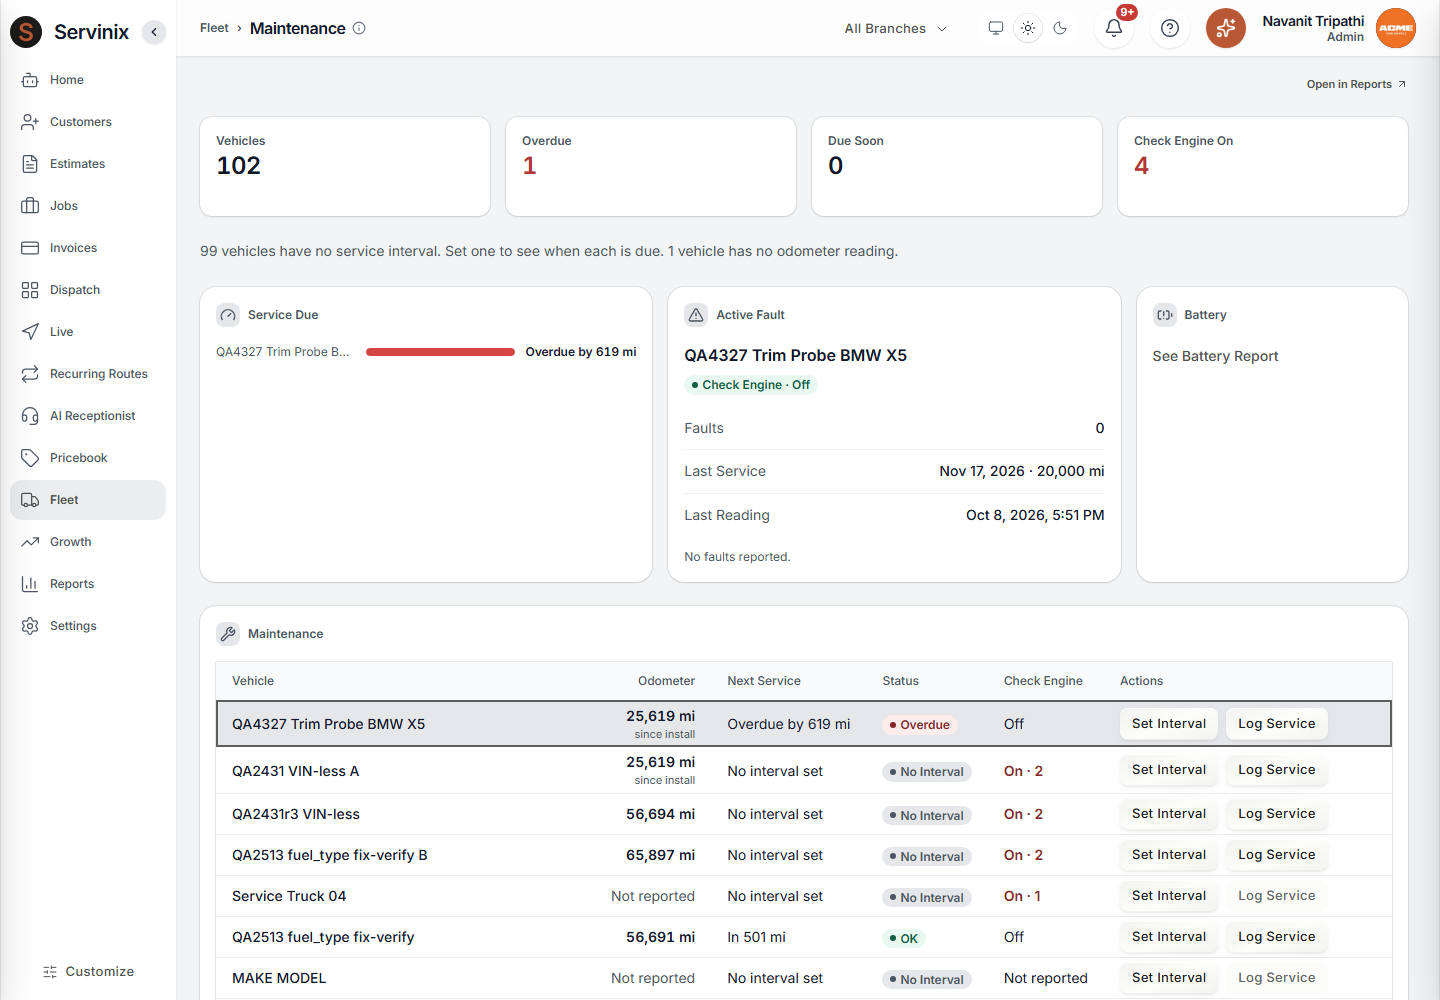 S Servinix
Home
Customers
Estimates
Jobs
Invoices
Dispatch
Live
Recurring Routes
AI Receptionist
Pricebook
Fleet
Growth
Reports
Settings
Customize
Fleet › Maintenance
All Branches
9+
Navanit Tripathi
Admin
ACME
Open in Reports
Vehicles
102
Overdue
1
Due Soon
0
Check Engine On
4
99 vehicles have no service interval. Set one to see when each is due. 1 vehicle has no odometer reading.
Service Due
QA4327 Trim Probe B... Overdue by 619 mi
Active Fault
QA4327 Trim Probe BMW X5
Check Engine · Off
Faults 0
Last Service Nov 17, 2026 · 20,000 mi
Last Reading Oct 8, 2026, 5:51 PM
No faults reported.
Battery
See Battery Report
Maintenance
Vehicle Odometer Next Service Status Check Engine Actions
QA4327 Trim Probe BMW X5 25,619 mi since install Overdue by 619 mi Overdue Off Set Interval Log Service
QA2431 VIN-less A 25,619 mi since install No interval set No Interval On · 2 Set Interval Log Service
QA2431r3 VIN-less 56,694 mi No interval set No Interval On · 2 Set Interval Log Service
QA2513 fuel_type fix-verify B 65,897 mi No interval set No Interval On · 2 Set Interval Log Service
Service Truck 04 Not reported No interval set No Interval On · 1 Set Interval Log Service
QA2513 fuel_type fix-verify 56,691 mi In 501 mi OK Off Set Interval Log Service
MAKE MODEL Not reported No interval set No Interval Not reported Set Interval Log Service